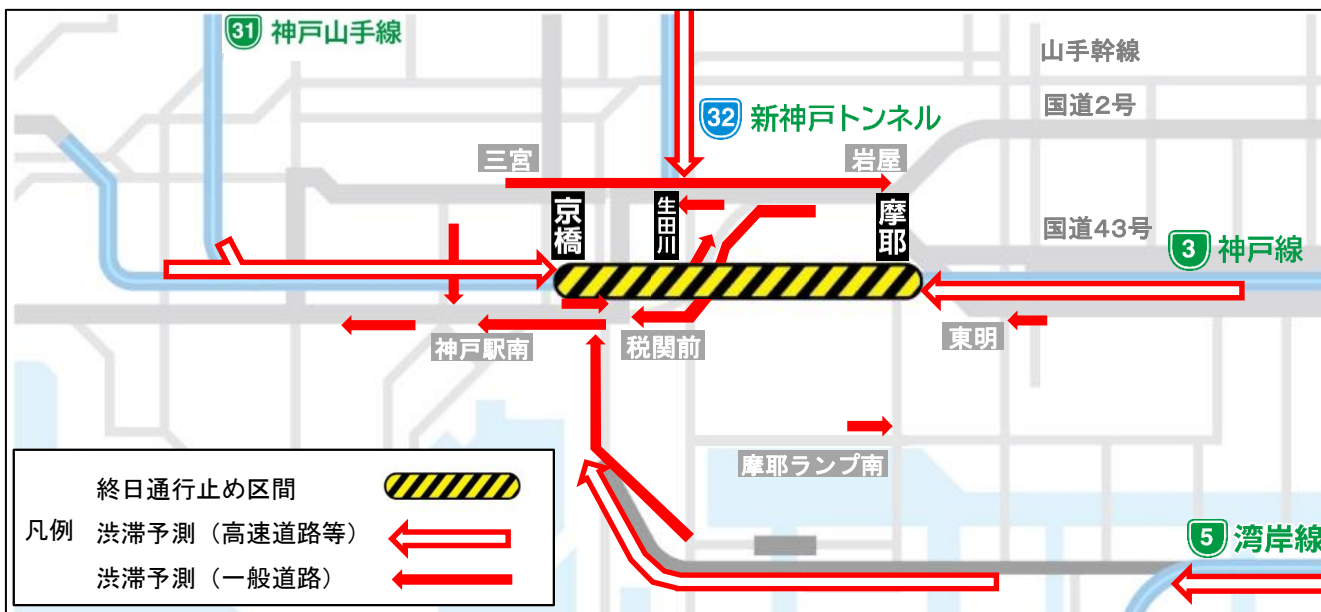 31 神戸山手線
山手幹線
国道2号
32 新神戸トンネル
三宮
岩屋
京橋
生田川
摩耶
国道43号
3 神戸線
神戸駅南
税関前
東明
摩耶ランプ南
5 湾岸線
凡例
終日通行止め区間
渋滞予測（高速道路等）
渋滞予測（一般道路）